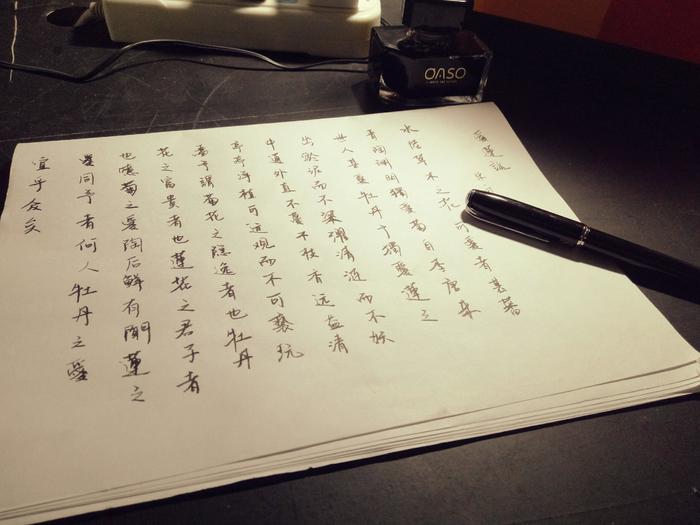 愛蓮說
水陸草木之花可愛者甚蕃
晉陶淵明獨愛菊自李唐來
世人甚愛牡丹予謂愛蓮之
出淤泥而不染濯清漣而不妖
中通外直不蔓不枝香远益清
亭亭淨植可远观而不可褻玩
焉予謂菊花之隱逸者也牡丹
花之富貴者也蓮花之君子者
也噫菊之愛陶后鮮有聞蓮之
愛同予者何人牡丹之愛
宜乎众矣
OASO